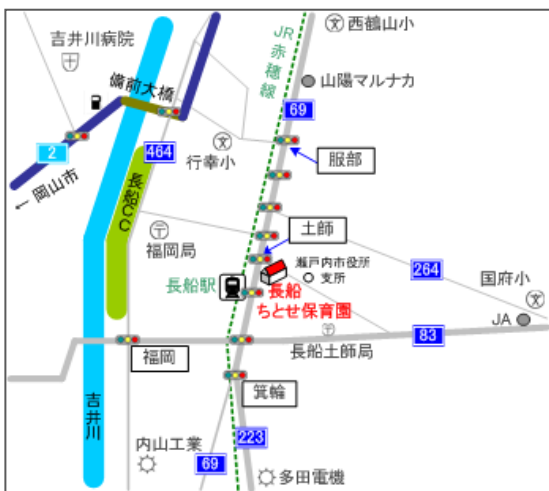 吉井川病院
西鶴山小
JR赤穂線
山陽マルナカ
備前大橋
69
2
464
行幸小
服部
← 岡山市
長船CC
福岡局
土師
瀬戸内市役所
支所
264
国府小
長船駅
長船
ちとせ保育園
JA
83
長船土師局
福岡
箕輪
吉井川
内山工業
223
69
多田電機